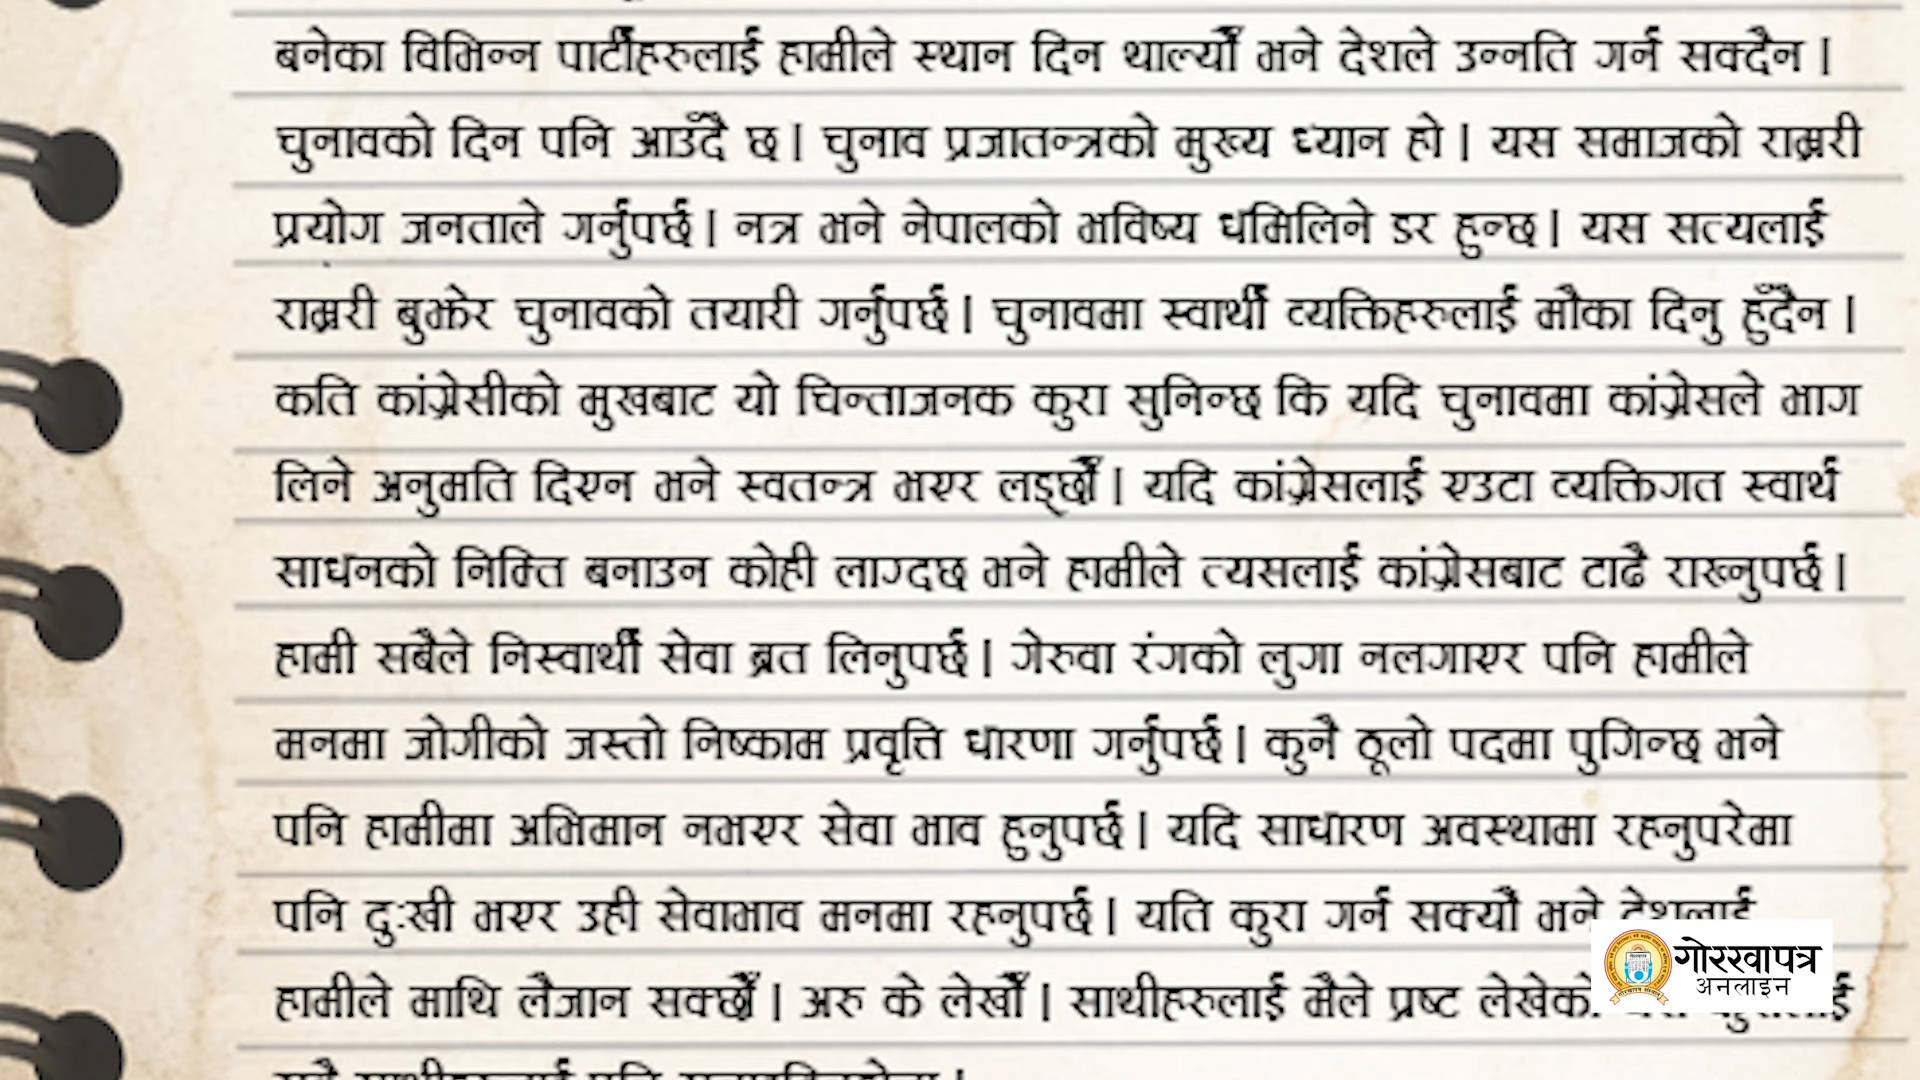 बनेका विभिन्न पार्टीहरुलाई हामीले स्थान दिन थाल्यौँ भने देशले उन्नति गर्न सक्दैन |
चुनावको दिन पनि आउँदै छ | चुनाव प्रजातन्त्रको मुख्य ध्यान हो | यस समाजको राम्ररी
प्रयोग जनताले गर्नुपर्छ | नत्र भने नेपालको भविष्य धमिलिने डर हुन्छ | यस सत्यलाई
राम्ररी बुझेर चुनावको तयारी गर्नुपर्छ | चुनावमा स्वार्थी व्यक्तिहरुलाई मौका दिनु हुँदैन |
कति कांग्रेसीको मुखबाट यो चिन्ताजनक कुरा सुनिन्छ कि यदि चुनावमा कांग्रेसले भाग
लिने अनुमति दिएन भने स्वतन्त्र भएर लड्छौँ | यदि कांग्रेसलाई एउटा व्यक्तिगत स्वार्थ
साधनको निम्ति बनाउन कोही लाग्दछ भने हामीले त्यसलाई कांग्रेसबाट टाढै राख्नुपर्छ |
हामी सबैले निस्वार्थी सेवा ब्रत लिनुपर्छ | गेरुवा रंगको लुगा नलगाएर पनि हामीले
मनमा जोगीको जस्तो निष्काम प्रवृत्ति धारणा गर्नुपर्छ | कुनै ठूलो पदमा पुगिन्छ भने
पनि हामीमा अभिमान नभएर सेवा भाव हुनुपर्छ | यदि साधारण अवस्थामा रहनुपरेमा
पनि दुःखी भएर उही सेवाभाव मनमा रहनुपर्छ | यति कुरा गर्न सक्यौ भने देशलाई
हामीले माथि लैजान सक्छौँ | अरु के लेखौँ | साथीहरुलाई मैले प्रष्ट लेखेको
गोरखापत्र
अनलाइन